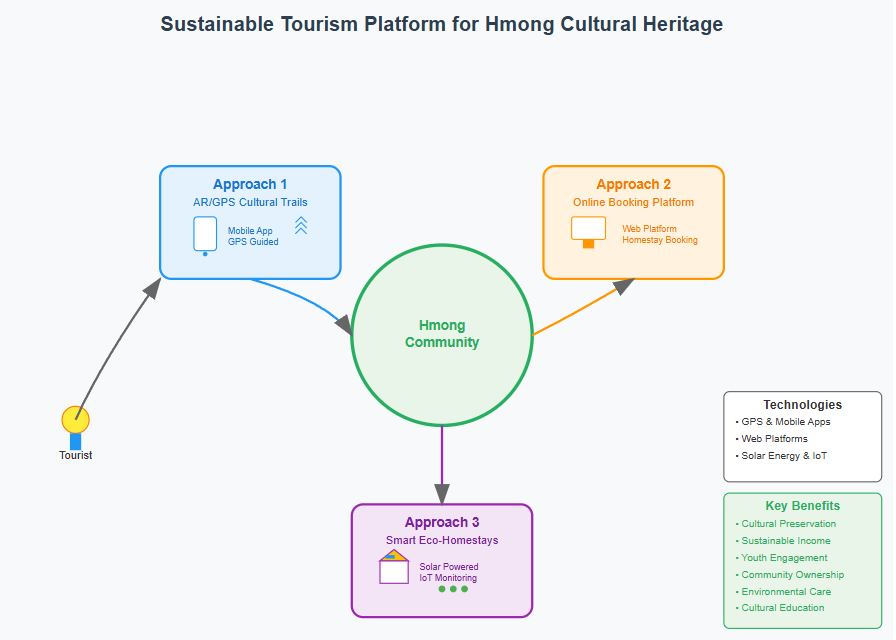 Sustainable Tourism Platform for Hmong Cultural Heritage
Approach 1
AR/GPS Cultural Trails
Mobile App
GPS Guided
Approach 2
Online Booking Platform
Web Platform
Homestay Booking
Hmong
Community
Tourist
Approach 3
Smart Eco-Homestays
Solar Powered
IoT Monitoring
Technologies
• GPS & Mobile Apps
• Web Platforms
• Solar Energy & IoT
Key Benefits
• Cultural Preservation
• Sustainable Income
• Youth Engagement
• Community Ownership
• Environmental Care
• Cultural Education